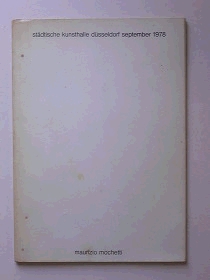 städtische kunsthalle düsseldorf september 1978
maurizio mochetti